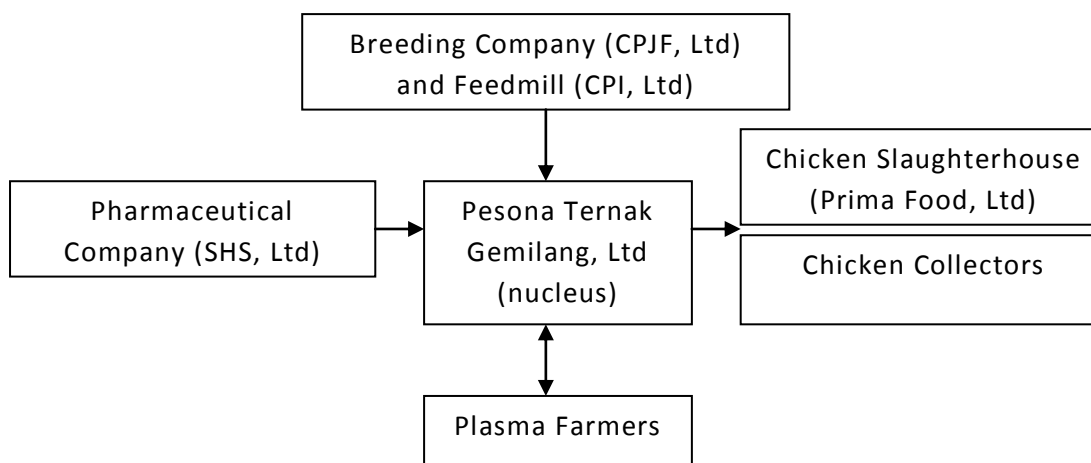 Breeding Company (CPJF, Ltd)
and Feedmill (CPI, Ltd)
Chicken Slaughterhouse
(Prima Food, Ltd)
Pharmaceutical
Company (SHS, Ltd)
Pesona Ternak
Gemilang, Ltd
(nucleus)
Chicken Collectors
Plasma Farmers